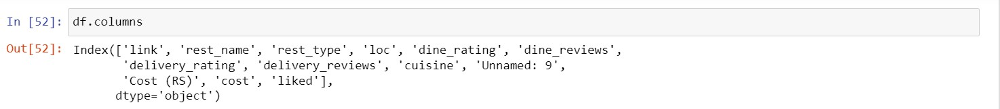 In [52]: df.columns
Out[52]: Index(['link', 'rest_name', 'rest_type', 'loc', 'dine_rating', 'dine_reviews',
'delivery_rating', 'delivery_reviews', 'cuisine', 'Unnamed: 9',
'Cost (RS)', 'cost', 'liked'],
dtype='object')